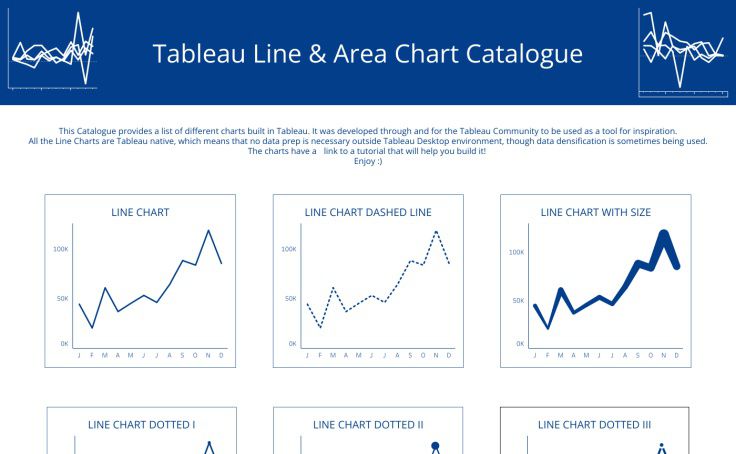 Tableau Line & Area Chart Catalogue
This Catalogue provides a list of different charts built in Tableau. It was developed through and for the Tableau Community to be used as a tool for inspiration.
All the Line Charts are Tableau native, which means that no data prep is necessary outside Tableau Desktop environment, though data densification is sometimes being used.
The charts have a link to a tutorial that will help you build it!
Enjoy :)
LINE CHART
100K
50K
0K
J F M A M J J A S O N D
LINE CHART DASHED LINE
100K
50K
0K
J F M A M J J A S O N D
LINE CHART WITH SIZE
100K
50K
0K
J F M A M J J A S O N D
LINE CHART DOTTED I
LINE CHART DOTTED II
LINE CHART DOTTED III